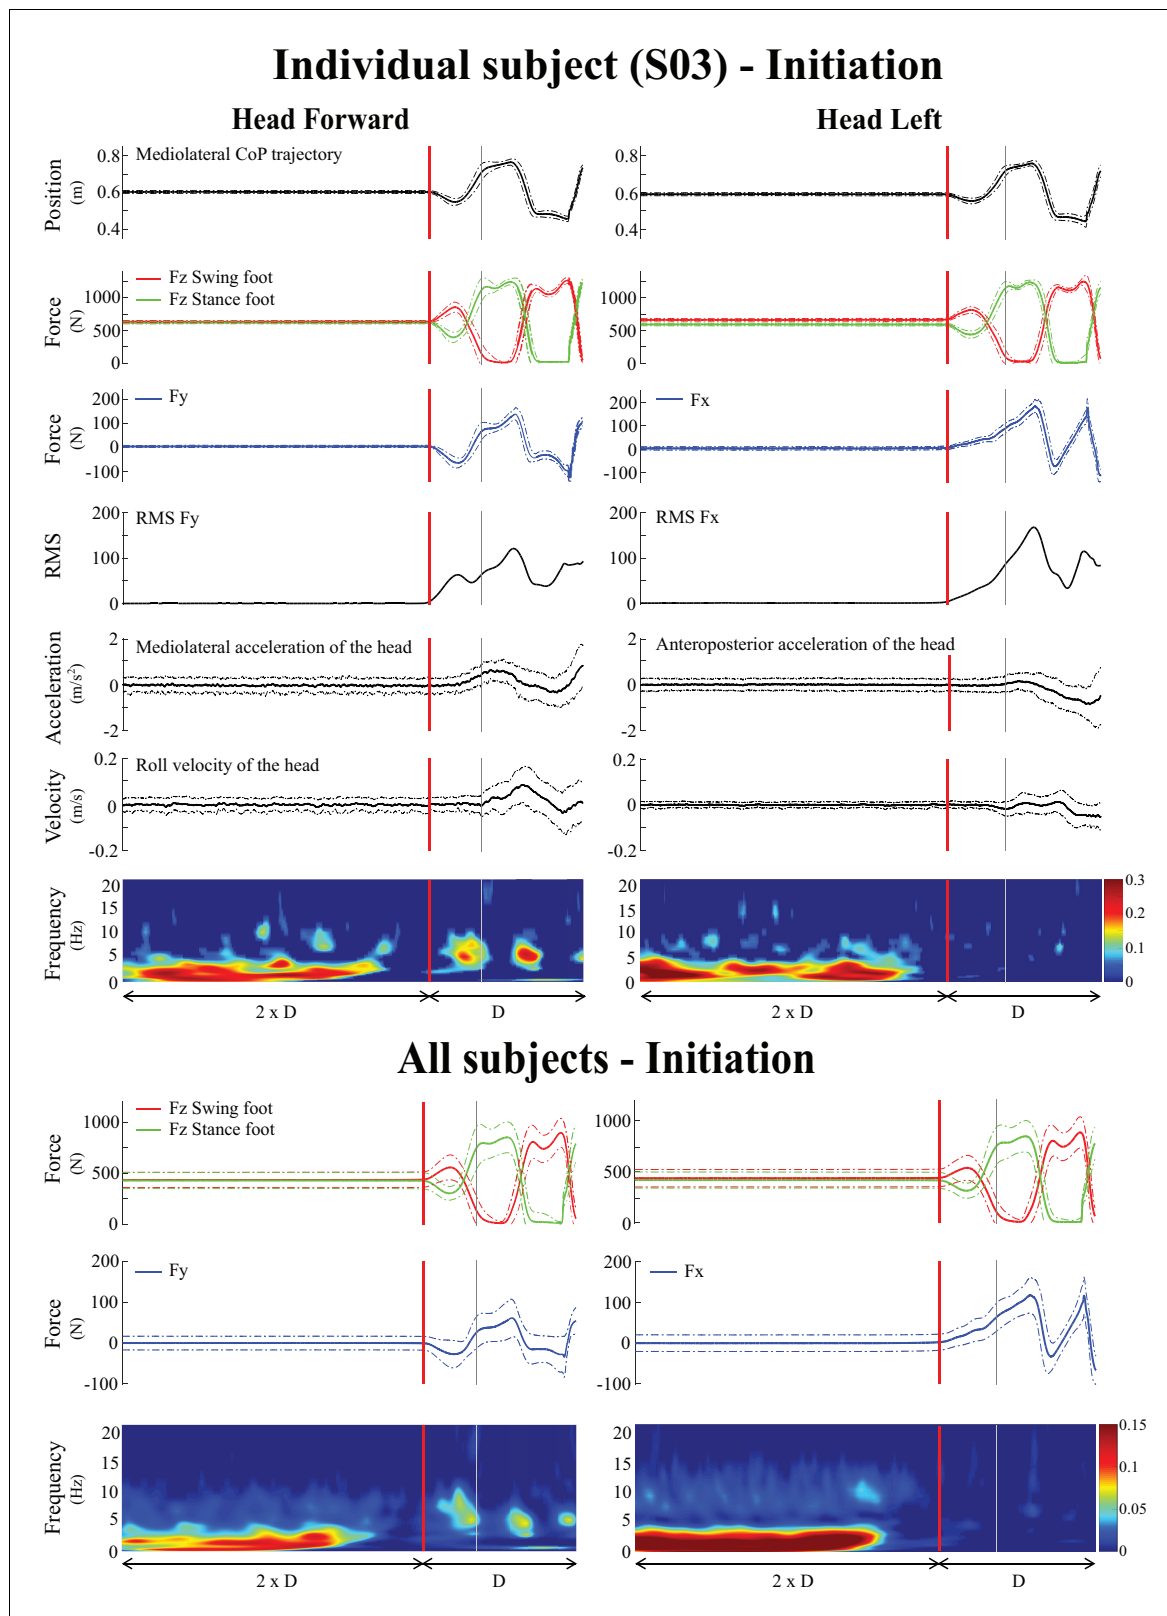 Individual subject (S03) - Initiation
Head Forward
Head Left
Position
(m)
0.8
0.6
0.4
Mediolateral CoP trajectory
0.8
0.6
0.4
Force
(N)
1000
500
0
Fz Swing foot
Fz Stance foot
1000
500
0
Force
(N)
200
100
0
-100
Fy
200
100
0
-100
Fx
RMS
200
100
0
RMS Fy
200
100
0
RMS Fx
Acceleration
(m/s²)
2
0
-2
Mediolateral acceleration of the head
2
0
-2
Anteroposterior acceleration of the head
Velocity
(m/s)
0.2
0
-0.2
Roll velocity of the head
0.2
0
-0.2
Frequency
(Hz)
20
15
10
5
0
20
15
10
5
0
0.3
0.2
0.1
0
2 x D
D
2 x D
D
All subjects - Initiation
Force
(N)
1000
500
0
Fz Swing foot
Fz Stance foot
1000
500
0
Force
(N)
200
100
0
-100
Fy
200
100
0
-100
Fx
Frequency
(Hz)
20
15
10
5
0
20
15
10
5
0
0.15
0.1
0.05
0
2 x D
D
2 x D
D